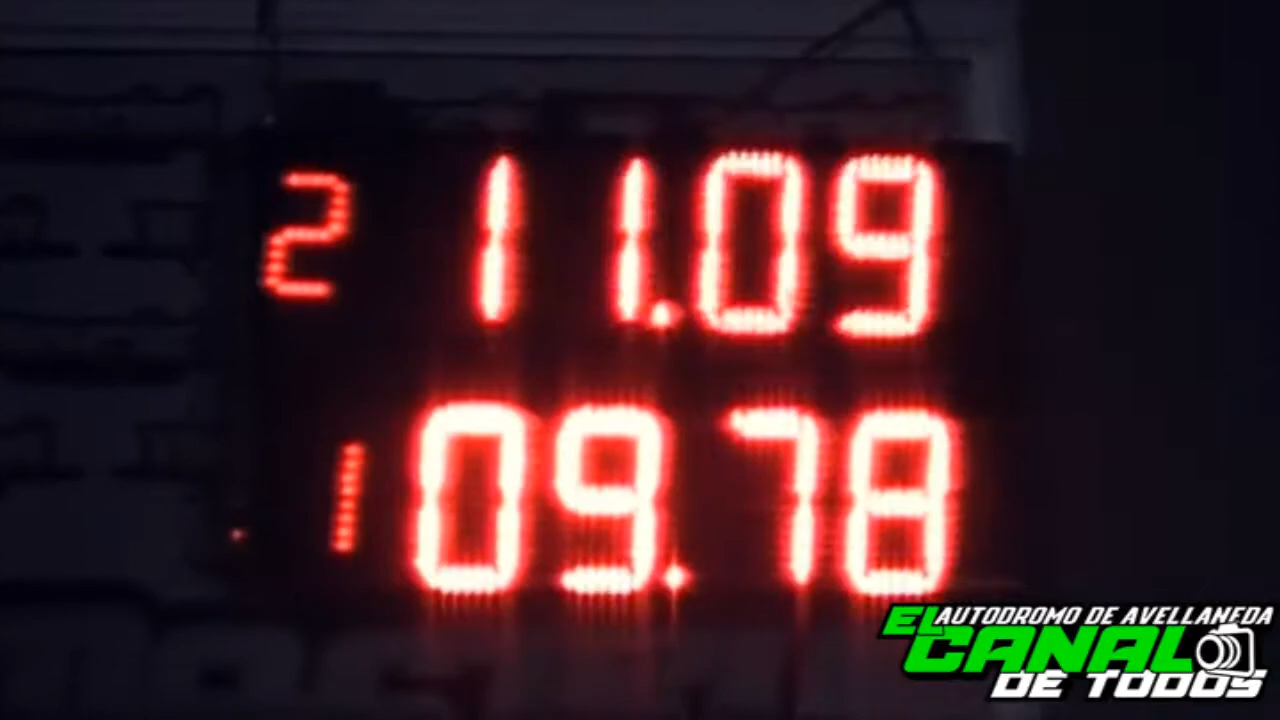 2 11.09
1 09.78
EL AUTODROMO DE AVELLANEDA
CANAL
DE TODOS